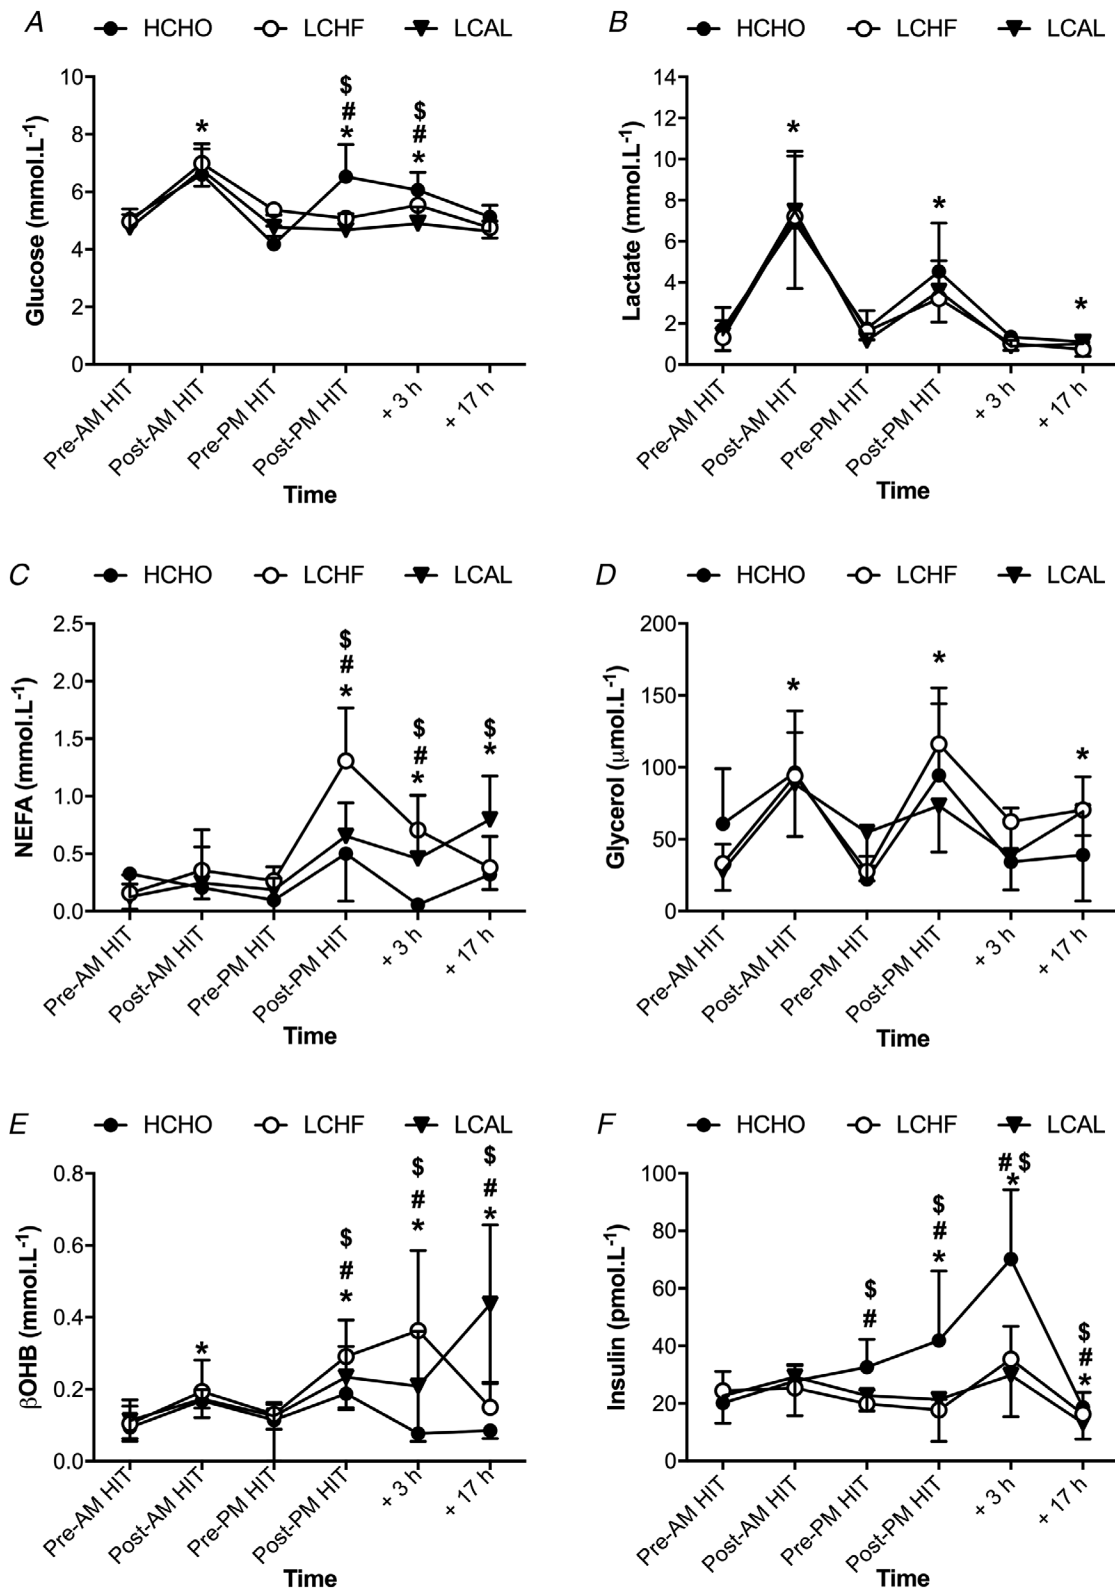 A HCHO LCHF LCAL
B HCHO LCHF LCAL
Glucose (mmol.L-1)
10
8
6
4
2
0
*
$
#
*
$
#
*
Pre-AM HIT
Post-AM HIT
Pre-PM HIT
Post-PM HIT
+ 3 h
+ 17 h
Time
Lactate (mmol.L-1)
14
12
10
8
6
4
2
0
*
*
*
Pre-AM HIT
Post-AM HIT
Pre-PM HIT
Post-PM HIT
+ 3 h
+ 17 h
Time
C HCHO LCHF LCAL
D HCHO LCHF LCAL
NEFA (mmol.L-1)
2.5
2.0
1.5
1.0
0.5
0.0
$
#
*
$
#
*
$
*
Pre-AM HIT
Post-AM HIT
Pre-PM HIT
Post-PM HIT
+ 3 h
+ 17 h
Time
Glycerol (μmol.L-1)
200
150
100
50
0
*
*
*
Pre-AM HIT
Post-AM HIT
Pre-PM HIT
Post-PM HIT
+ 3 h
+ 17 h
Time
E HCHO LCHF LCAL
F HCHO LCHF LCAL
βOHB (mmol.L-1)
0.8
0.6
0.4
0.2
0.0
*
$
#
*
$
#
*
$
#
*
Pre-AM HIT
Post-AM HIT
Pre-PM HIT
Post-PM HIT
+ 3 h
+ 17 h
Time
Insulin (pmol.L-1)
100
80
60
40
20
0
$
#
$
#
*
# $
*
$
#
*
Pre-AM HIT
Post-AM HIT
Pre-PM HIT
Post-PM HIT
+ 3 h
+ 17 h
Time